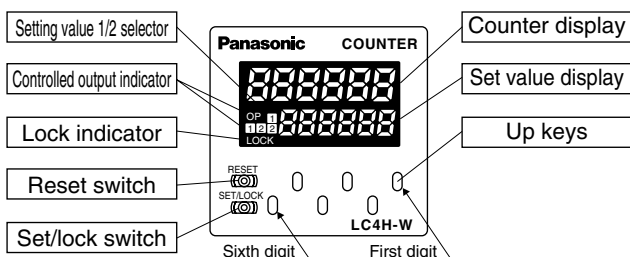 Setting value 1/2 selector
Controlled output indicator
Lock indicator
Reset switch
Set/lock switch
Panasonic COUNTER
888888
OP 1
1 2 2 888888
LOCK
RESET
SET/LOCK
LC4H-W
Counter display
Set value display
Up keys
Sixth digit First digit